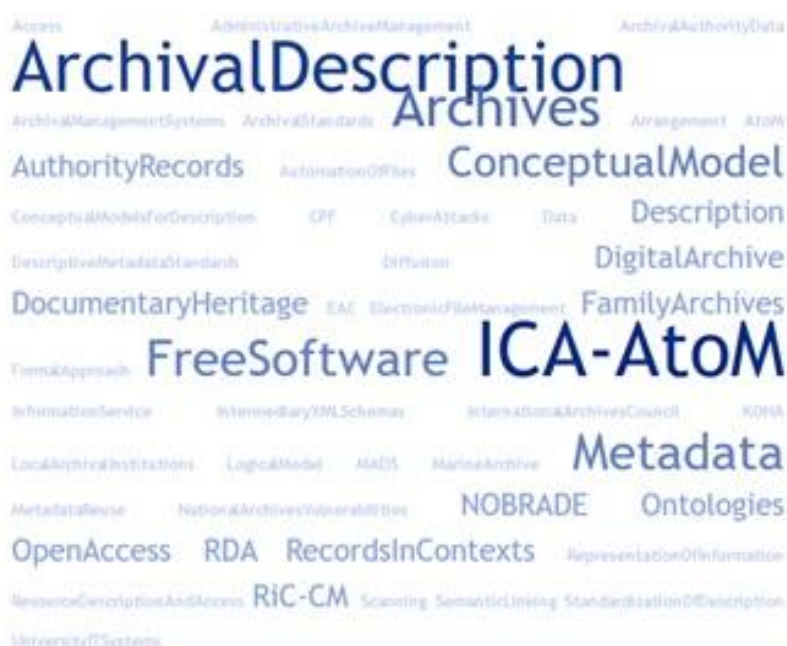 Access AdministrativeArchiveManagement ArchivalAuthorityData
ArchivalDescription
ArchivalManagementSystems ArchivalStandards Archives Arrangement AtoM
AuthorityRecords AutomationOfFiles ConceptualModel
ConceptualModelsForDescription CPF CyberAttacks Data Description
DescriptiveMetadataStandards Diffusion DigitalArchive
DocumentaryHeritage EAC ElectronicFileManagement FamilyArchives
FormalApproach FreeSoftware ICA-AtoM
InformationService IntermediaryXMLSchemas InternationalArchivesCouncil KOHA
LocalArchivalInstitutions LogicalModel MADS MarineArchive Metadata
MetadataReuse NationalArchivesVulnerabilities NOBRADE Ontologies
OpenAccess RDA RecordsInContexts RepresentationOfInformation
ResourceDescriptionAndAccess RiC-CM Scanning SemanticLinking StandardizationOfDescription
UniversityITSystems